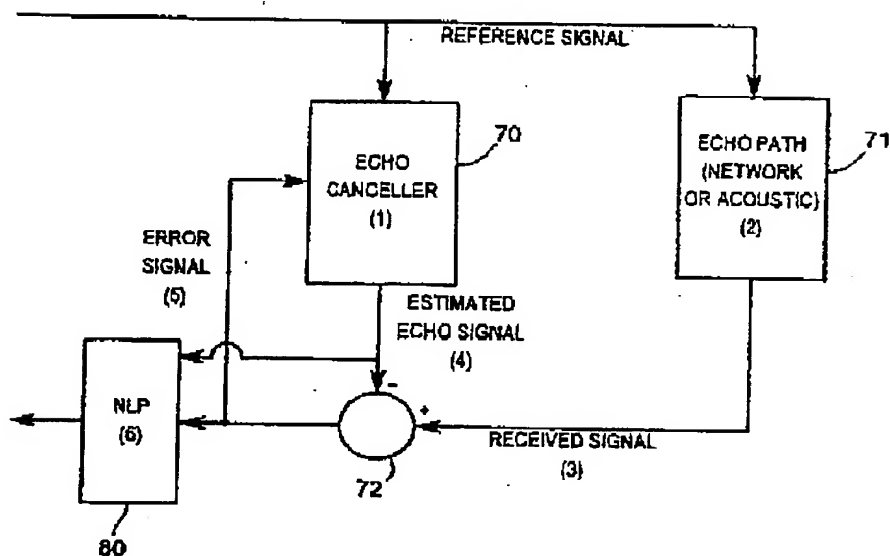 REFERENCE SIGNAL
70
ECHO
CANCELLER
(1)
ECHO PATH
(NETWORK
OR ACOUSTIC)
(2)
71
ERROR
SIGNAL
(5)
ESTIMATED
ECHO SIGNAL
(4)
NLP
(6)
-
+
RECEIVED SIGNAL
(3)
72
80